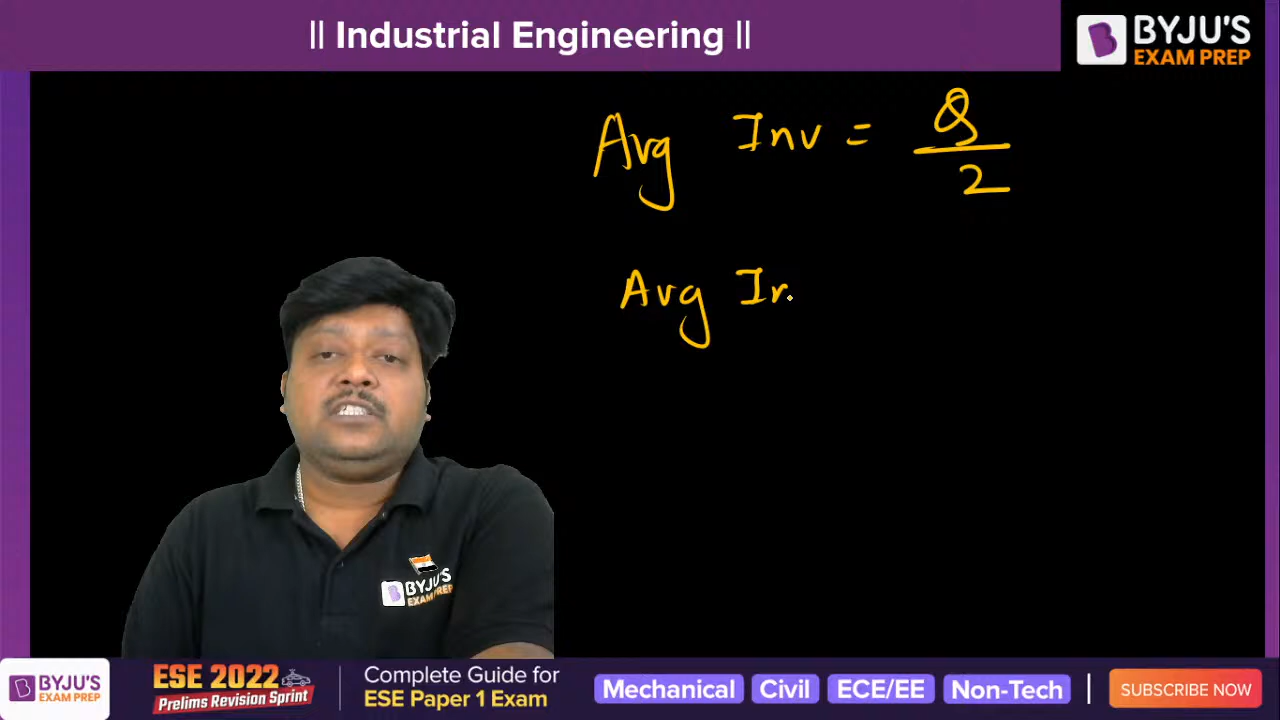 || Industrial Engineering ||
BYJU'S
EXAM PREP
Avg Inv = Q/2
Avg In
BYJU'S
EXAM PREP
BYJU'S
EXAM PREP
ESE 2022
Prelims Revision Sprint
Complete Guide for
ESE Paper 1 Exam
Mechanical
Civil
ECE/EE
Non-Tech
SUBSCRIBE NOW